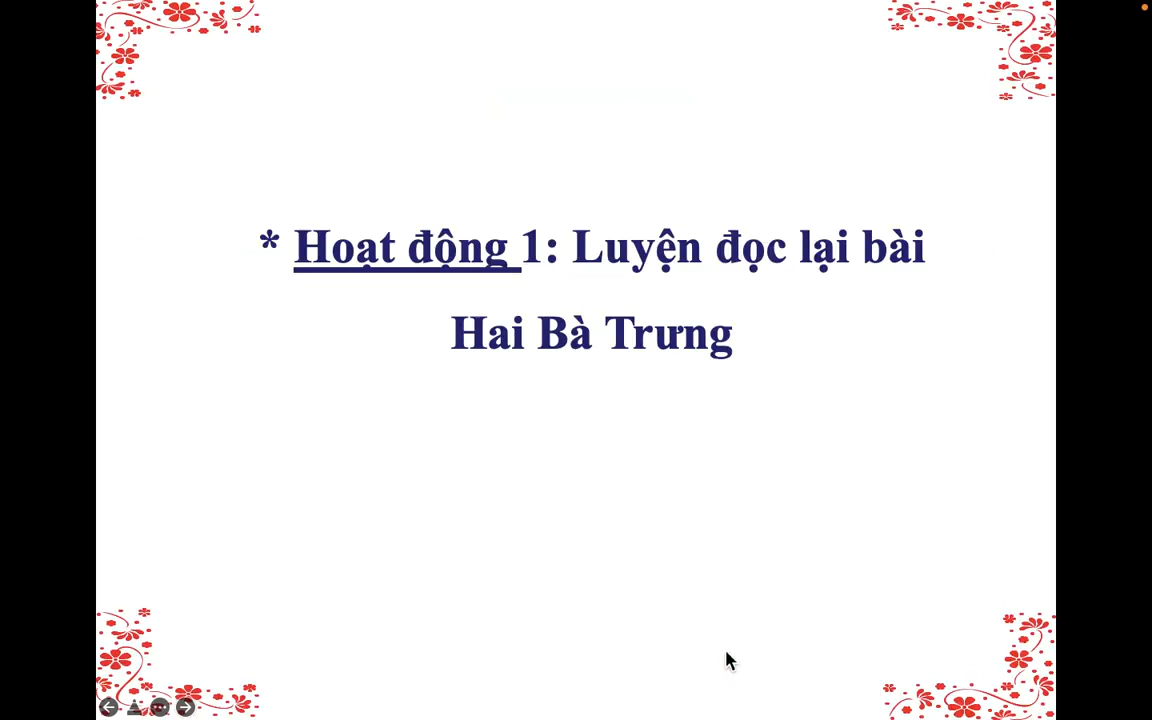 * Hoạt động 1: Luyện đọc lại bài
Hai Bà Trưng